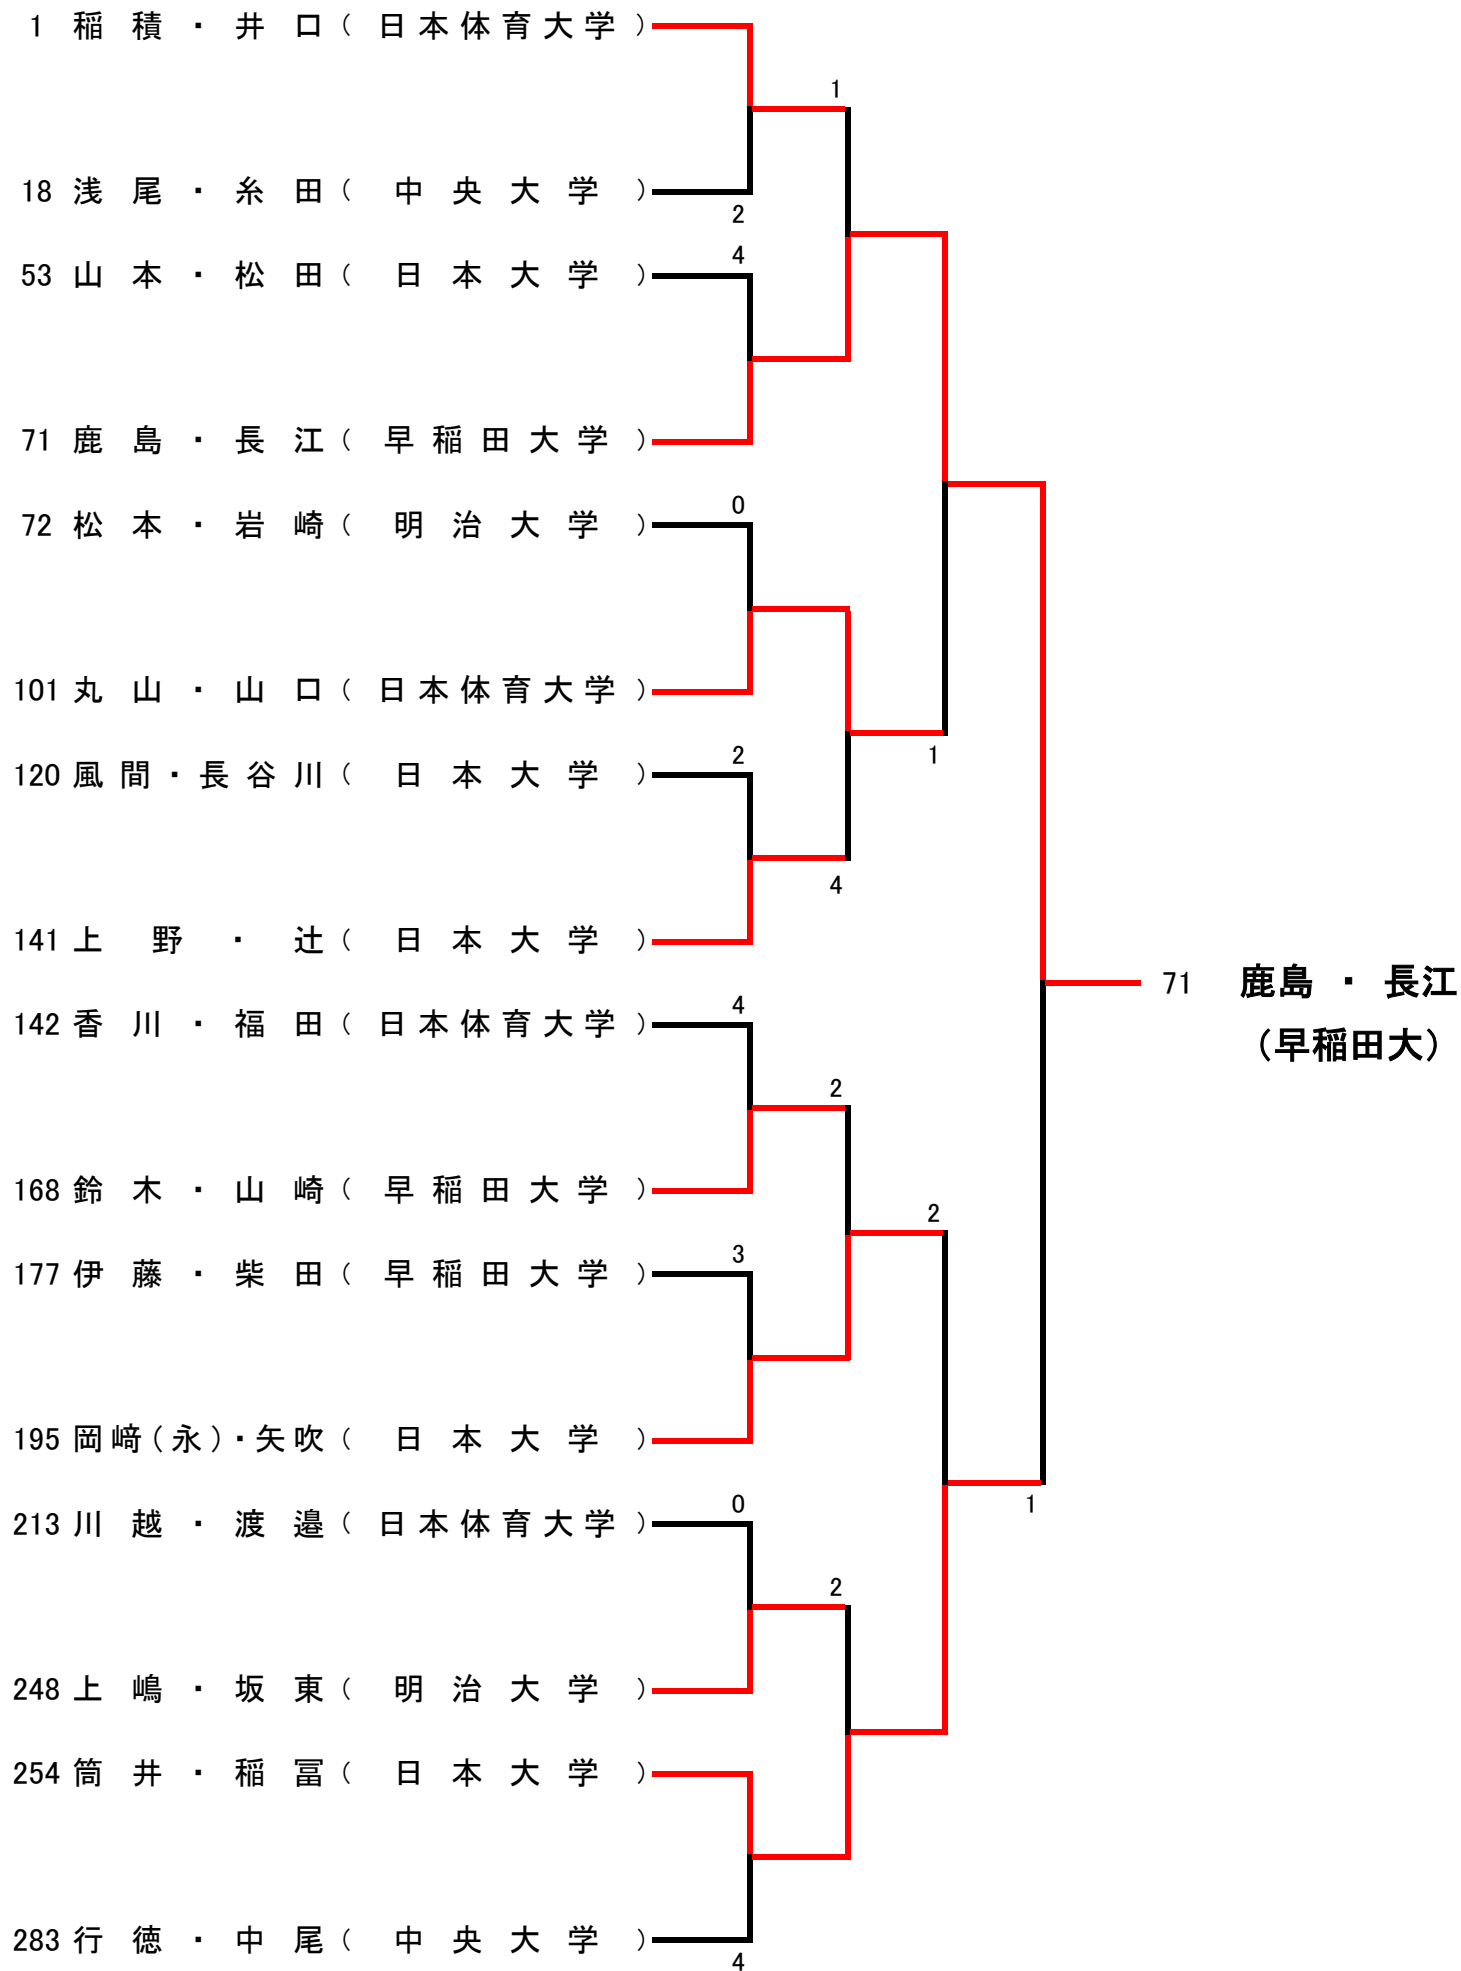 1 稲積・井口(日本体育大学)
1
18 浅尾・糸田(中央大学)
2
4
53 山本・松田(日本大学)
71 鹿島・長江(早稲田大学)
0
72 松本・岩崎(明治大学)
101 丸山・山口(日本体育大学)
2
1
120 風間・長谷川(日本大学)
4
141 上野・辻(日本大学)
71 鹿島・長江
(早稲田大)
4
142 香川・福田(日本体育大学)
2
168 鈴木・山崎(早稲田大学)
2
3
177 伊藤・柴田(早稲田大学)
195 岡﨑(永)・矢吹(日本大学)
0
1
213 川越・渡邉(日本体育大学)
2
248 上嶋・坂東(明治大学)
254 筒井・稲冨(日本大学)
283 行徳・中尾(中央大学)
4